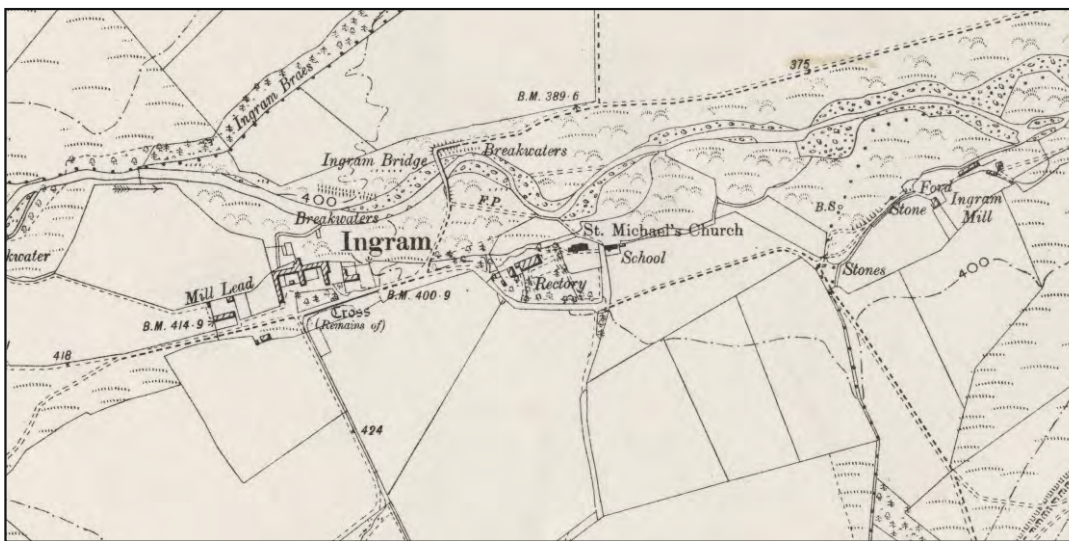 375
B.M. 389·6
Ingram Braes
Ingram Bridge
Breakwaters
400
F.P.
Breakwaters
Ford
Stone
Ingram
Mill
B.S.
Ingram
St. Michael's Church
School
kwater
Stones
400
Mill Lead
Rectory
B.M. 400·9
Cross
(Remains of)
B.M. 414·9
418
424